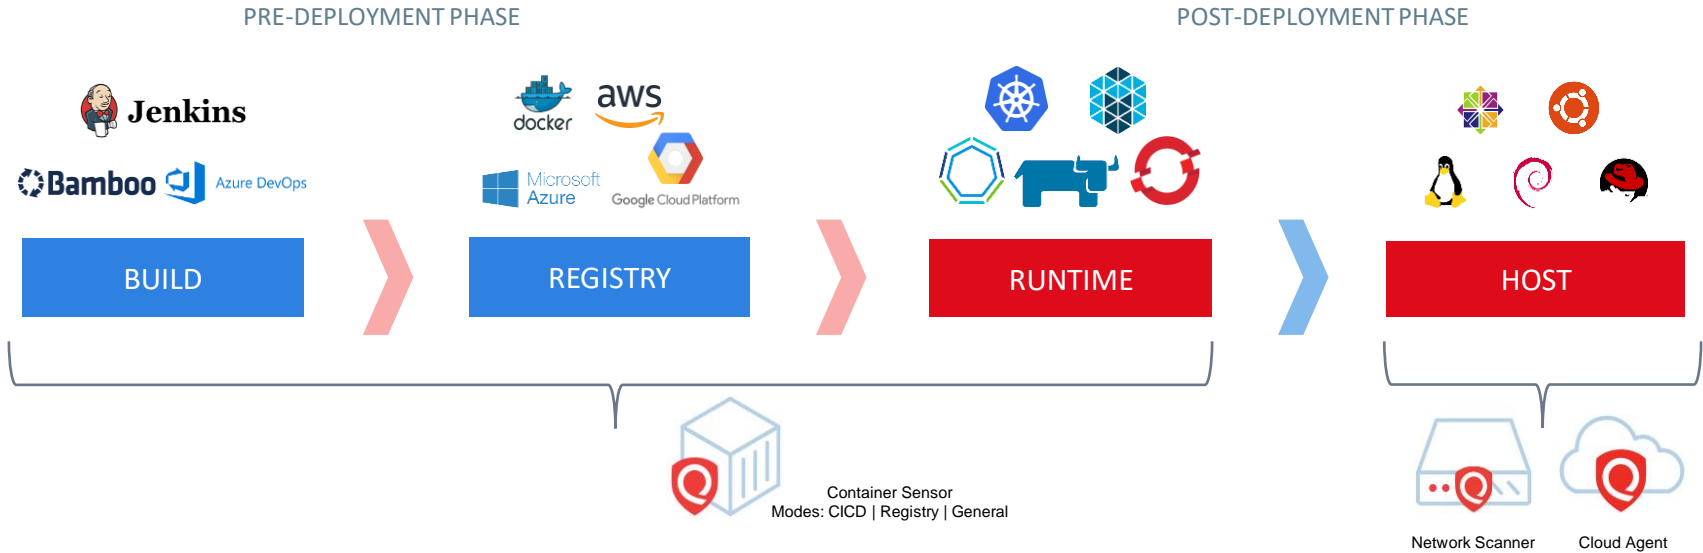 PRE-DEPLOYMENT PHASE
POST-DEPLOYMENT PHASE
Jenkins
Bamboo
Azure DevOps
docker
aws
Microsoft
Azure
Google Cloud Platform
BUILD
REGISTRY
RUNTIME
HOST
Container Sensor
Modes: CICD | Registry | General
Network Scanner
Cloud Agent